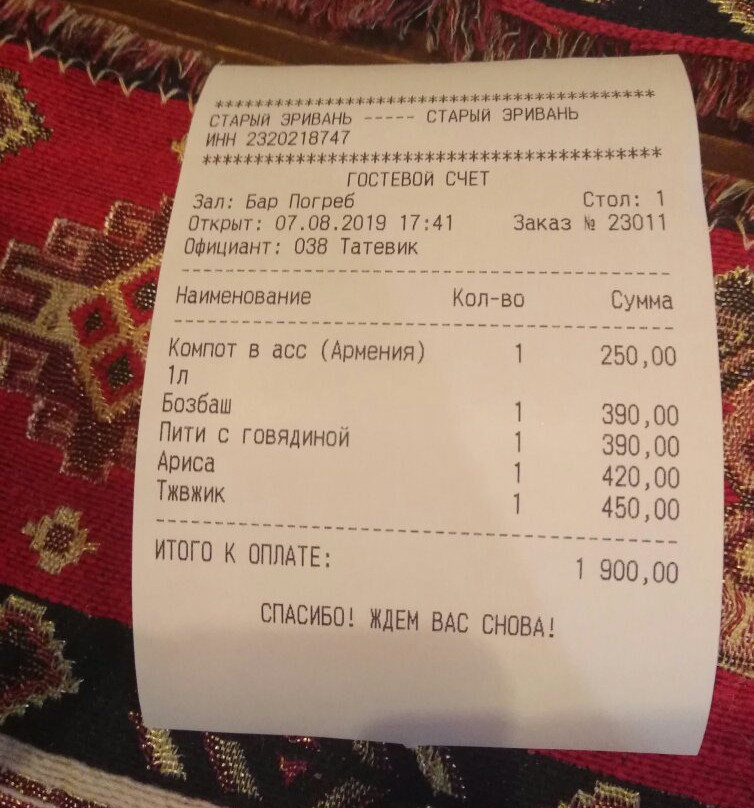 ******************************************
СТАРЫЙ ЭРИВАНЬ ----- СТАРЫЙ ЭРИВАНЬ
ИНН 2320218747
******************************************
ГОСТЕВОЙ СЧЕТ
Зал: Бар Погреб Стол: 1
Открыт: 07.08.2019 17:41 Заказ № 23011
Официант: 038 Татевик
------------------------------------------
Наименование Кол-во Сумма
------------------------------------------
Компот в асс (Армения) 1 250,00
1л
Бозбаш 1 390,00
Пити с говядиной 1 390,00
Ариса 1 420,00
Тжвжик 1 450,00
------------------------------------------
ИТОГО К ОПЛАТЕ: 1 900,00
СПАСИБО! ЖДЕМ ВАС СНОВА!